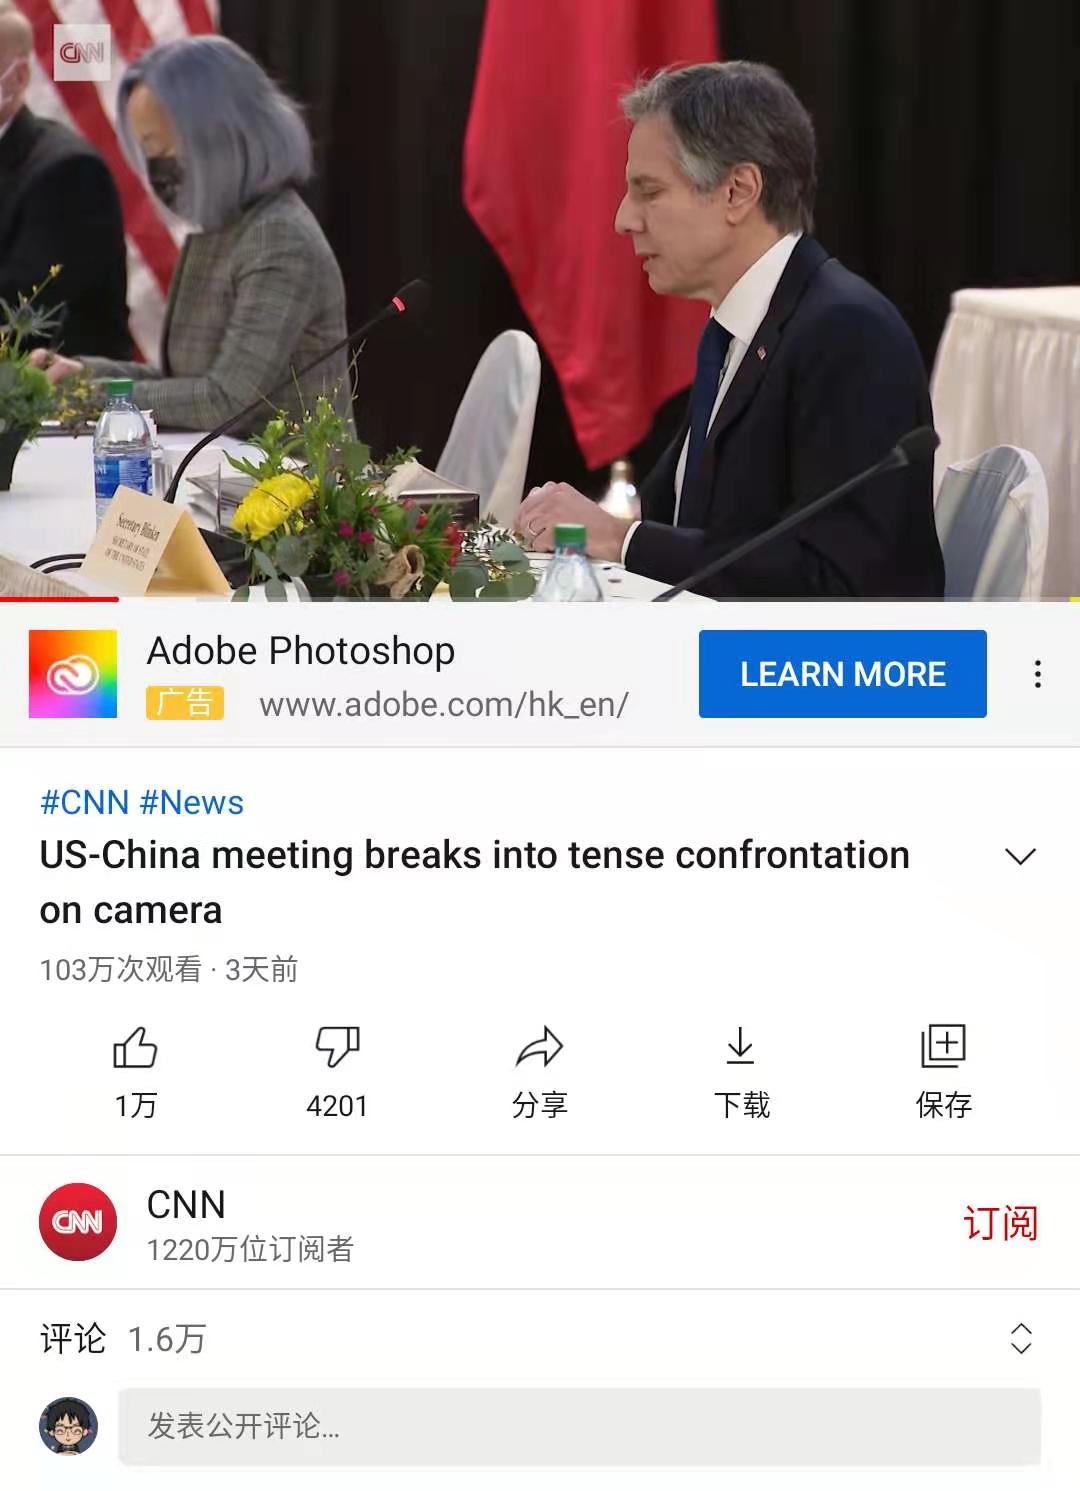 CNN
Secretary Blinken
SECRETARY OF STATE
OF THE UNITED STATES
Adobe Photoshop
广告 www.adobe.com/hk_en/
LEARN MORE
#CNN #News
US-China meeting breaks into tense confrontation
on camera
103万次观看 · 3天前
1万 4201 分享 下载 保存
CNN
CNN
1220万位订阅者
订阅
评论 1.6万
发表公开评论...